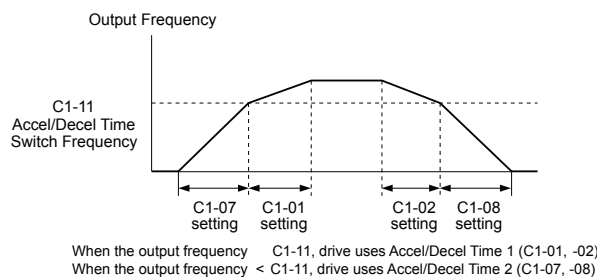 Output Frequency
C1-11
Accel/Decel Time
Switch Frequency
C1-07
setting
C1-01
setting
C1-02
setting
C1-08
setting
When the output frequency C1-11, drive uses Accel/Decel Time 1 (C1-01, -02)
When the output frequency < C1-11, drive uses Accel/Decel Time 2 (C1-07, -08)